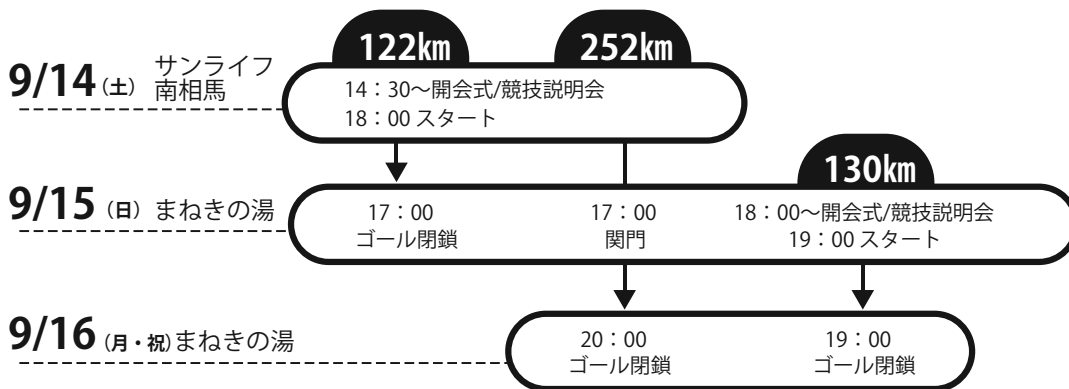 122km
252km
9/14（土） サンライフ
南相馬
14：30〜開会式/競技説明会
18：00 スタート
130km
9/15（日） まねきの湯
17：00
ゴール閉鎖
17：00
関門
18：00〜開会式/競技説明会
19：00 スタート
9/16（月・祝）まねきの湯
20：00
ゴール閉鎖
19：00
ゴール閉鎖